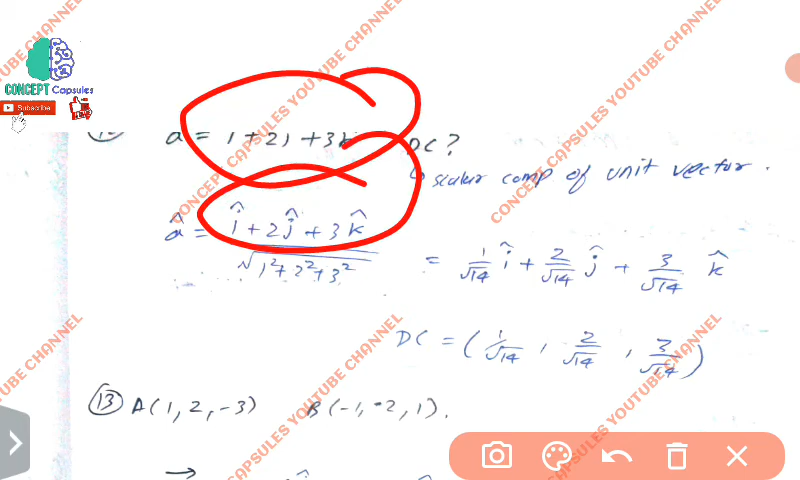 CONCEPT Capsules
Subscribe
a = i + 2j + 3k DC?
↳ scalar comp of unit vector.
â = î + 2ĵ + 3k̂ / √1²+2²+3² = 1/√14 î + 2/√14 ĵ + 3/√14 k̂
DC = (1/√14, 2/√14, 3/√14)
⑬ A(1, 2, -3) B(-1, -2, 1).
CONCEPT CAPSULES YOUTUBE CHANNEL